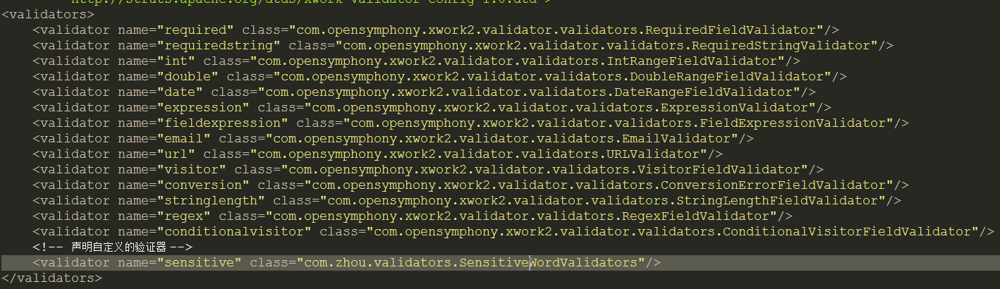 http://struts.apache.org/dtds/xwork-validator-config-1.0.dtd">
<validators>
    <validator name="required" class="com.opensymphony.xwork2.validator.validators.RequiredFieldValidator"/>
    <validator name="requiredstring" class="com.opensymphony.xwork2.validator.validators.RequiredStringValidator"/>
    <validator name="int" class="com.opensymphony.xwork2.validator.validators.IntRangeFieldValidator"/>
    <validator name="double" class="com.opensymphony.xwork2.validator.validators.DoubleRangeFieldValidator"/>
    <validator name="date" class="com.opensymphony.xwork2.validator.validators.DateRangeFieldValidator"/>
    <validator name="expression" class="com.opensymphony.xwork2.validator.validators.ExpressionValidator"/>
    <validator name="fieldexpression" class="com.opensymphony.xwork2.validator.validators.FieldExpressionValidator"/>
    <validator name="email" class="com.opensymphony.xwork2.validator.validators.EmailValidator"/>
    <validator name="url" class="com.opensymphony.xwork2.validator.validators.URLValidator"/>
    <validator name="visitor" class="com.opensymphony.xwork2.validator.validators.VisitorFieldValidator"/>
    <validator name="conversion" class="com.opensymphony.xwork2.validator.validators.ConversionErrorFieldValidator"/>
    <validator name="stringlength" class="com.opensymphony.xwork2.validator.validators.StringLengthFieldValidator"/>
    <validator name="regex" class="com.opensymphony.xwork2.validator.validators.RegexFieldValidator"/>
    <validator name="conditionalvisitor" class="com.opensymphony.xwork2.validator.validators.ConditionalVisitorFieldValidator"/>
    <!-- 声明自定义的验证器 -->
    <validator name="sensitive" class="com.zhou.validators.SensitiveWordValidators"/>
</validators>